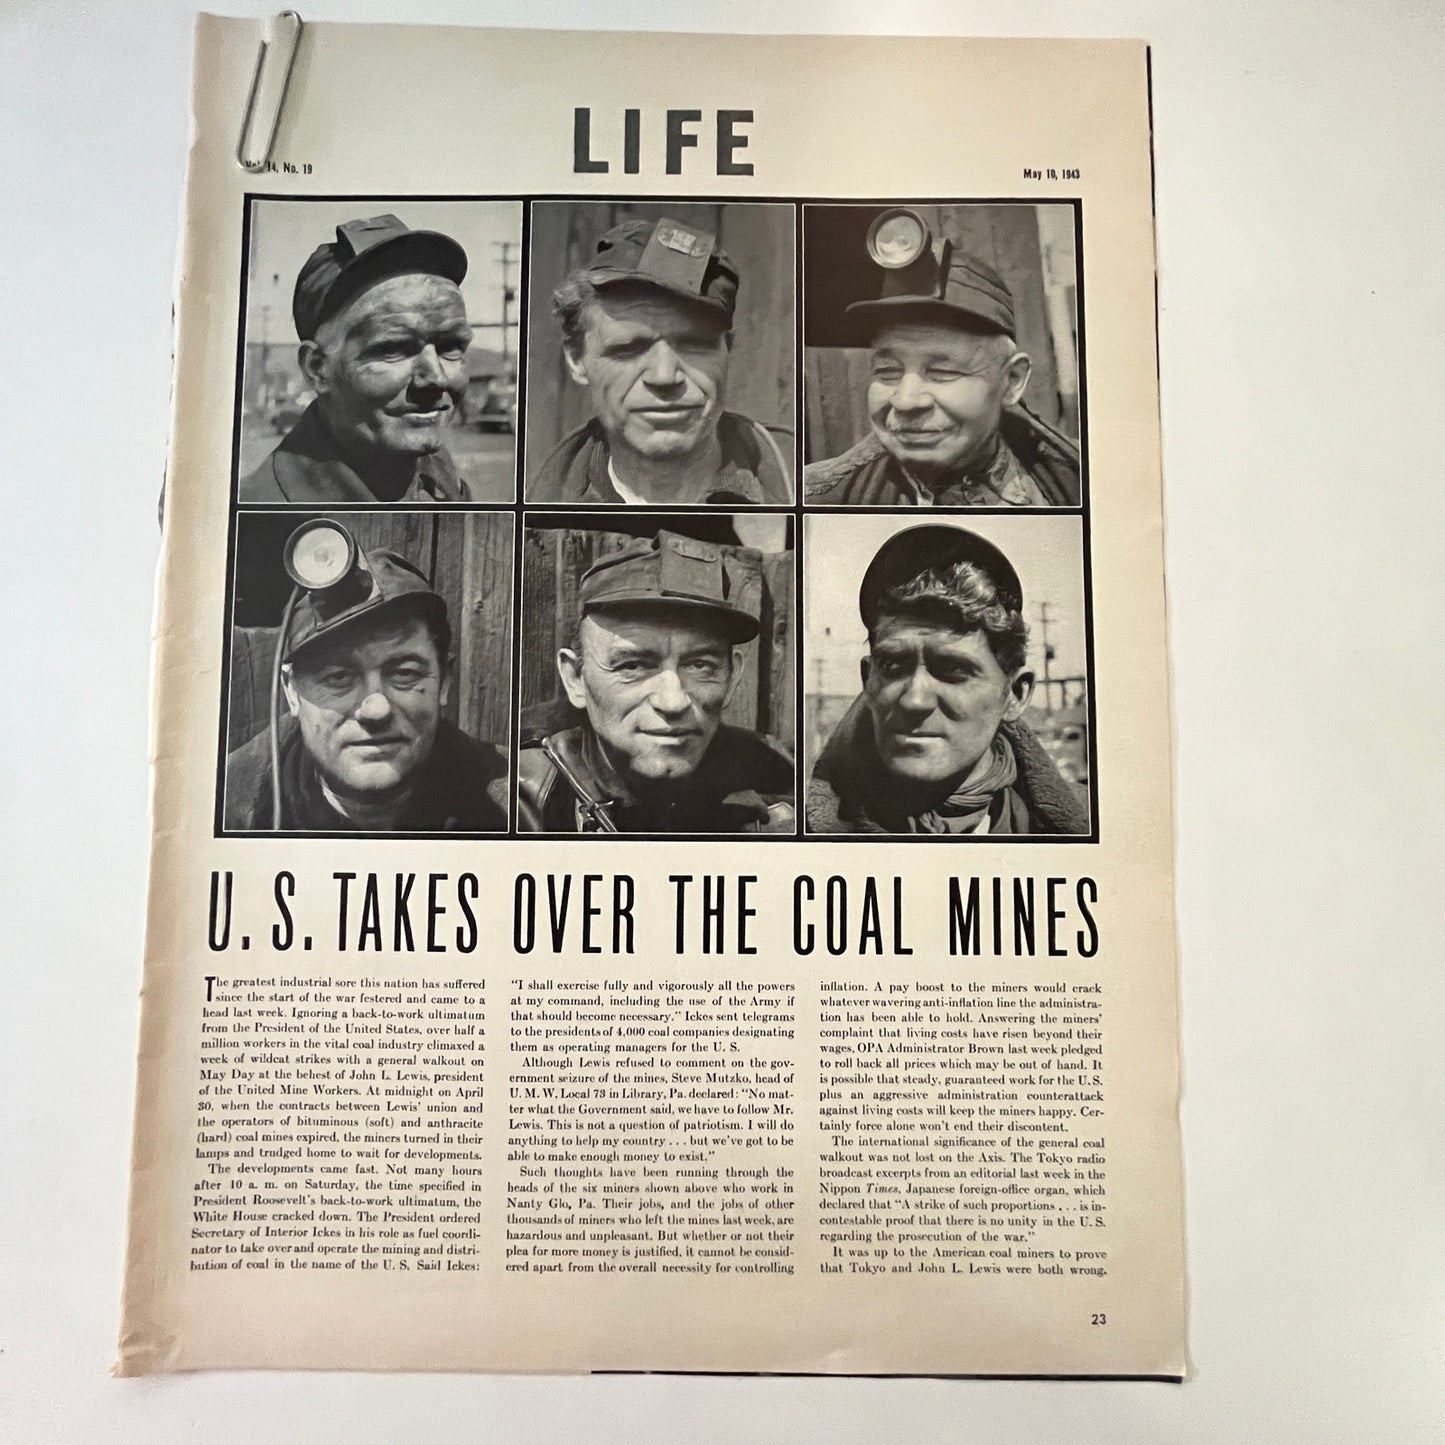 LIFE
Vol. 14, No. 19
May 10, 1943
U. S. TAKES OVER THE COAL MINES
The greatest industrial sore this nation has suffered
since the start of the war festered and came to a
head last week. Ignoring a back-to-work ultimatum
from the President of the United States, over half a
million workers in the vital coal industry climaxed a
week of wildcat strikes with a general walkout on
May Day at the behest of John L. Lewis, president
of the United Mine Workers. At midnight on April
30, when the contracts between Lewis' union and
the operators of bituminous (soft) and anthracite
(hard) coal mines expired, the miners turned in their
lamps and trudged home to wait for developments.
The developments came fast. Not many hours
after 10 a. m. on Saturday, the time specified in
President Roosevelt's back-to-work ultimatum, the
White House cracked down. The President ordered
Secretary of Interior Ickes in his role as fuel coordi-
nator to take over and operate the mining and distri-
bution of coal in the name of the U. S. Said Ickes:
"I shall exercise fully and vigorously all the powers
at my command, including the use of the Army if
that should become necessary." Ickes sent telegrams
to the presidents of 4,000 coal companies designating
them as operating managers for the U. S.
Although Lewis refused to comment on the gov-
ernment seizure of the mines, Steve Mutzko, head of
U. M. W. Local 73 in Library, Pa. declared: "No mat-
ter what the Government said, we have to follow Mr.
Lewis. This is not a question of patriotism. I will do
anything to help my country . . . but we've got to be
able to make enough money to exist."
Such thoughts have been running through the
heads of the six miners shown above who work in
Nanty Glo, Pa. Their jobs, and the jobs of other
thousands of miners who left the mines last week, are
hazardous and unpleasant. But whether or not their
plea for more money is justified, it cannot be consid-
ered apart from the overall necessity for controlling
inflation. A pay boost to the miners would crack
whatever wavering anti-inflation line the administra-
tion has been able to hold. Answering the miners'
complaint that living costs have risen beyond their
wages, OPA Administrator Brown last week pledged
to roll back all prices which may be out of hand. It
is possible that steady, guaranteed work for the U. S.
plus an aggressive administration counterattack
against living costs will keep the miners happy. Cer-
tainly force alone won't end their discontent.
The international significance of the general coal
walkout was not lost on the Axis. The Tokyo radio
broadcast excerpts from an editorial last week in the
Nippon Times, Japanese foreign-office organ, which
declared that "A strike of such proportions . . . is in-
contestable proof that there is no unity in the U. S.
regarding the prosecution of the war."
It was up to the American coal miners to prove
that Tokyo and John L. Lewis were both wrong.
23